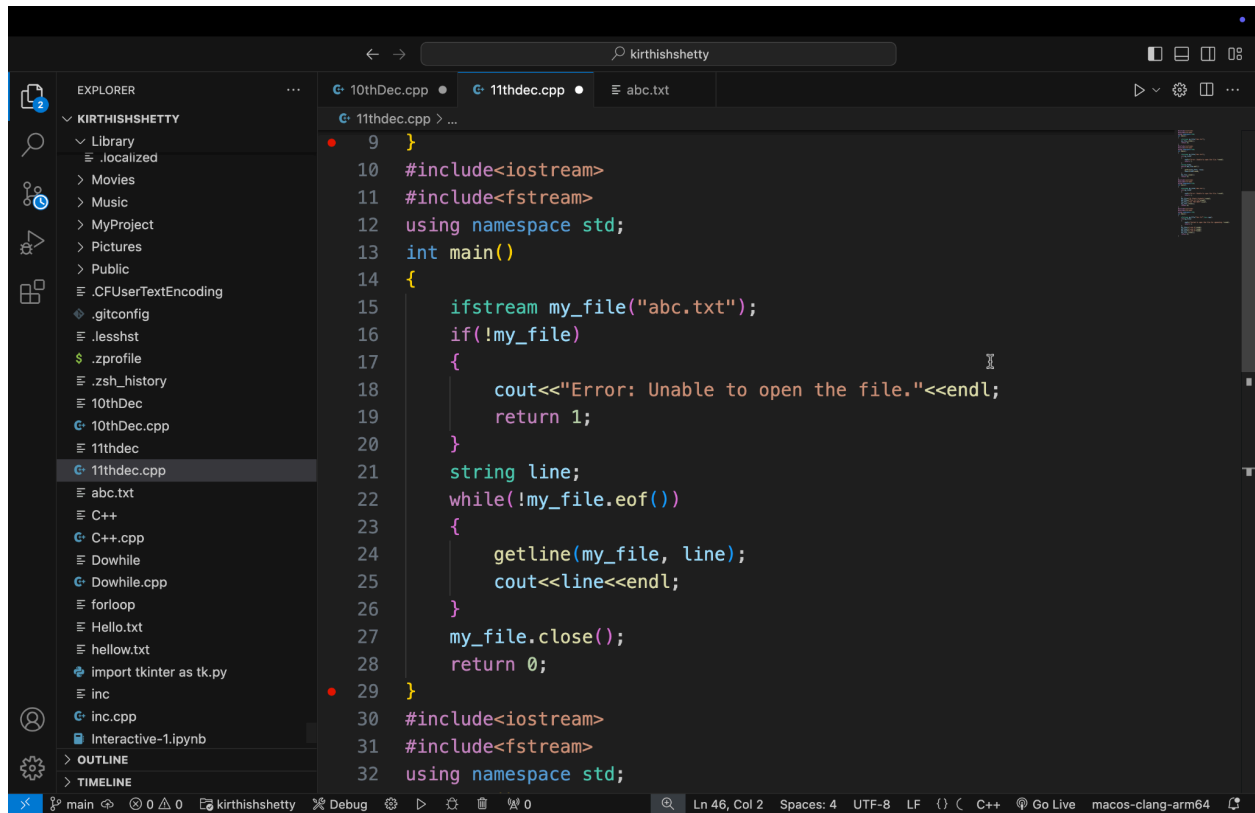 kirthishshetty
EXPLORER
10thDec.cpp
11thdec.cpp
abc.txt
KIRTHISHSHETTY
11thdec.cpp > ...
Library
.localized
> Movies
> Music
> MyProject
> Pictures
> Public
.CFUserTextEncoding
.gitconfig
.lesshst
$ .zprofile
.zsh_history
10thDec
10thDec.cpp
11thdec
11thdec.cpp
abc.txt
C++
C++.cpp
Dowhile
Dowhile.cpp
forloop
Hello.txt
hellow.txt
import tkinter as tk.py
inc
inc.cpp
Interactive-1.ipynb
> OUTLINE
> TIMELINE
2
9 }
10 #include<iostream>
11 #include<fstream>
12 using namespace std;
13 int main()
14 {
15 ifstream my_file("abc.txt");
16 if(!my_file)
17 {
18 cout<<"Error: Unable to open the file."<<endl;
19 return 1;
20 }
21 string line;
22 while(!my_file.eof())
23 {
24 getline(my_file, line);
25 cout<<line<<endl;
26 }
27 my_file.close();
28 return 0;
29 }
30 #include<iostream>
31 #include<fstream>
32 using namespace std;
main 0 0 kirthishshetty Debug 0 Ln 46, Col 2 Spaces: 4 UTF-8 LF {} C++ Go Live macos-clang-arm64